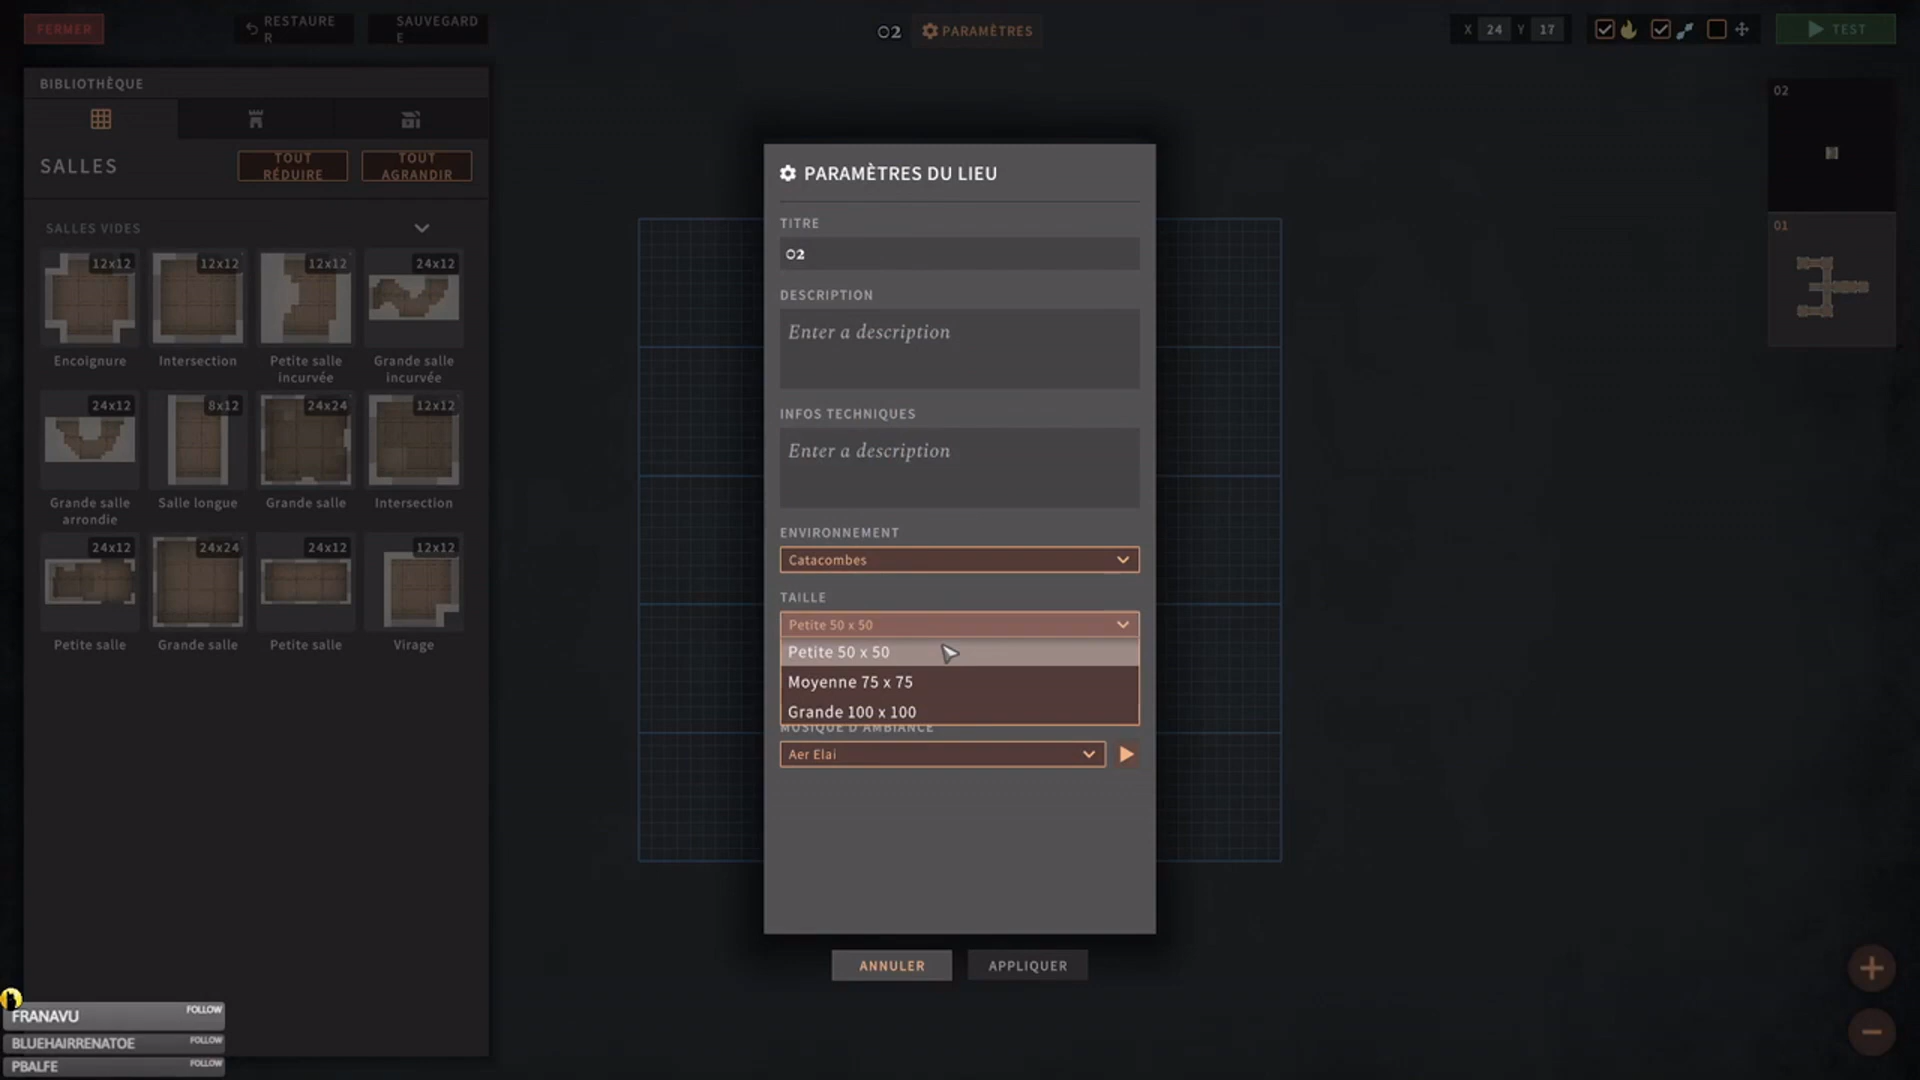 FERMER
RESTAURE
R
SAUVEGARD
E
02
PARAMÈTRES
X 24 Y 17
TEST
BIBLIOTHÈQUE
SALLES
TOUT
RÉDUIRE
TOUT
AGRANDIR
SALLES VIDES
12x12
12x12
12x12
24x12
Encoignure
Intersection
Petite salle
incurvée
Grande salle
incurvée
24x12
8x12
24x24
12x12
Grande salle
arrondie
Salle longue
Grande salle
Intersection
24x12
24x24
24x12
12x12
Petite salle
Grande salle
Petite salle
Virage
PARAMÈTRES DU LIEU
TITRE
02
DESCRIPTION
Enter a description
INFOS TECHNIQUES
Enter a description
ENVIRONNEMENT
Catacombes
TAILLE
Petite 50 x 50
Petite 50 x 50
Moyenne 75 x 75
Grande 100 x 100
MUSIQUE D'AMBIANCE
Aer Elai
ANNULER
APPLIQUER
02
01
FRANAVU FOLLOW
BLUEHAIRRENATOE FOLLOW
PBALFE FOLLOW